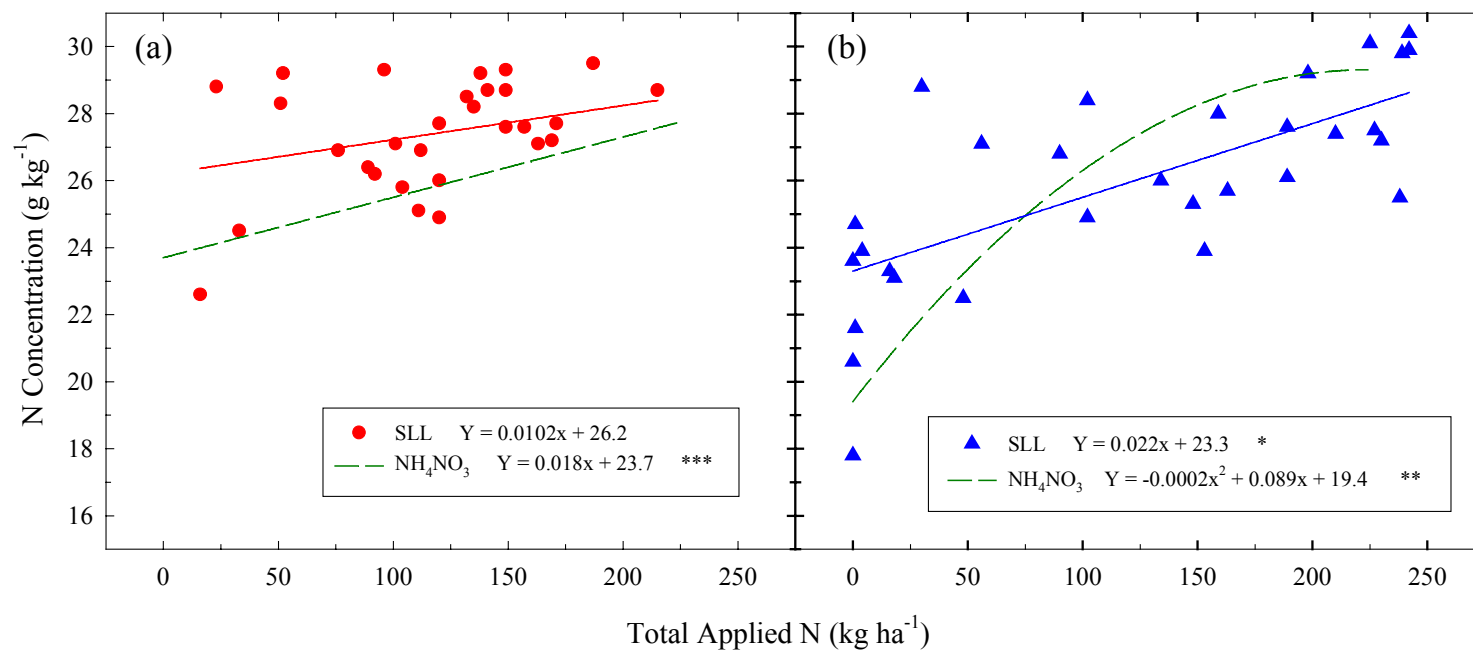 (a)
(b)
N Concentration (g kg⁻¹)
30
28
26
24
22
20
18
16
SLL Y = 0.0102x + 26.2
NH₄NO₃ Y = 0.018x + 23.7 ***
SLL Y = 0.022x + 23.3 *
NH₄NO₃ Y = -0.0002x² + 0.089x + 19.4 **
0 50 100 150 200 250
0 50 100 150 200 250
Total Applied N (kg ha⁻¹)